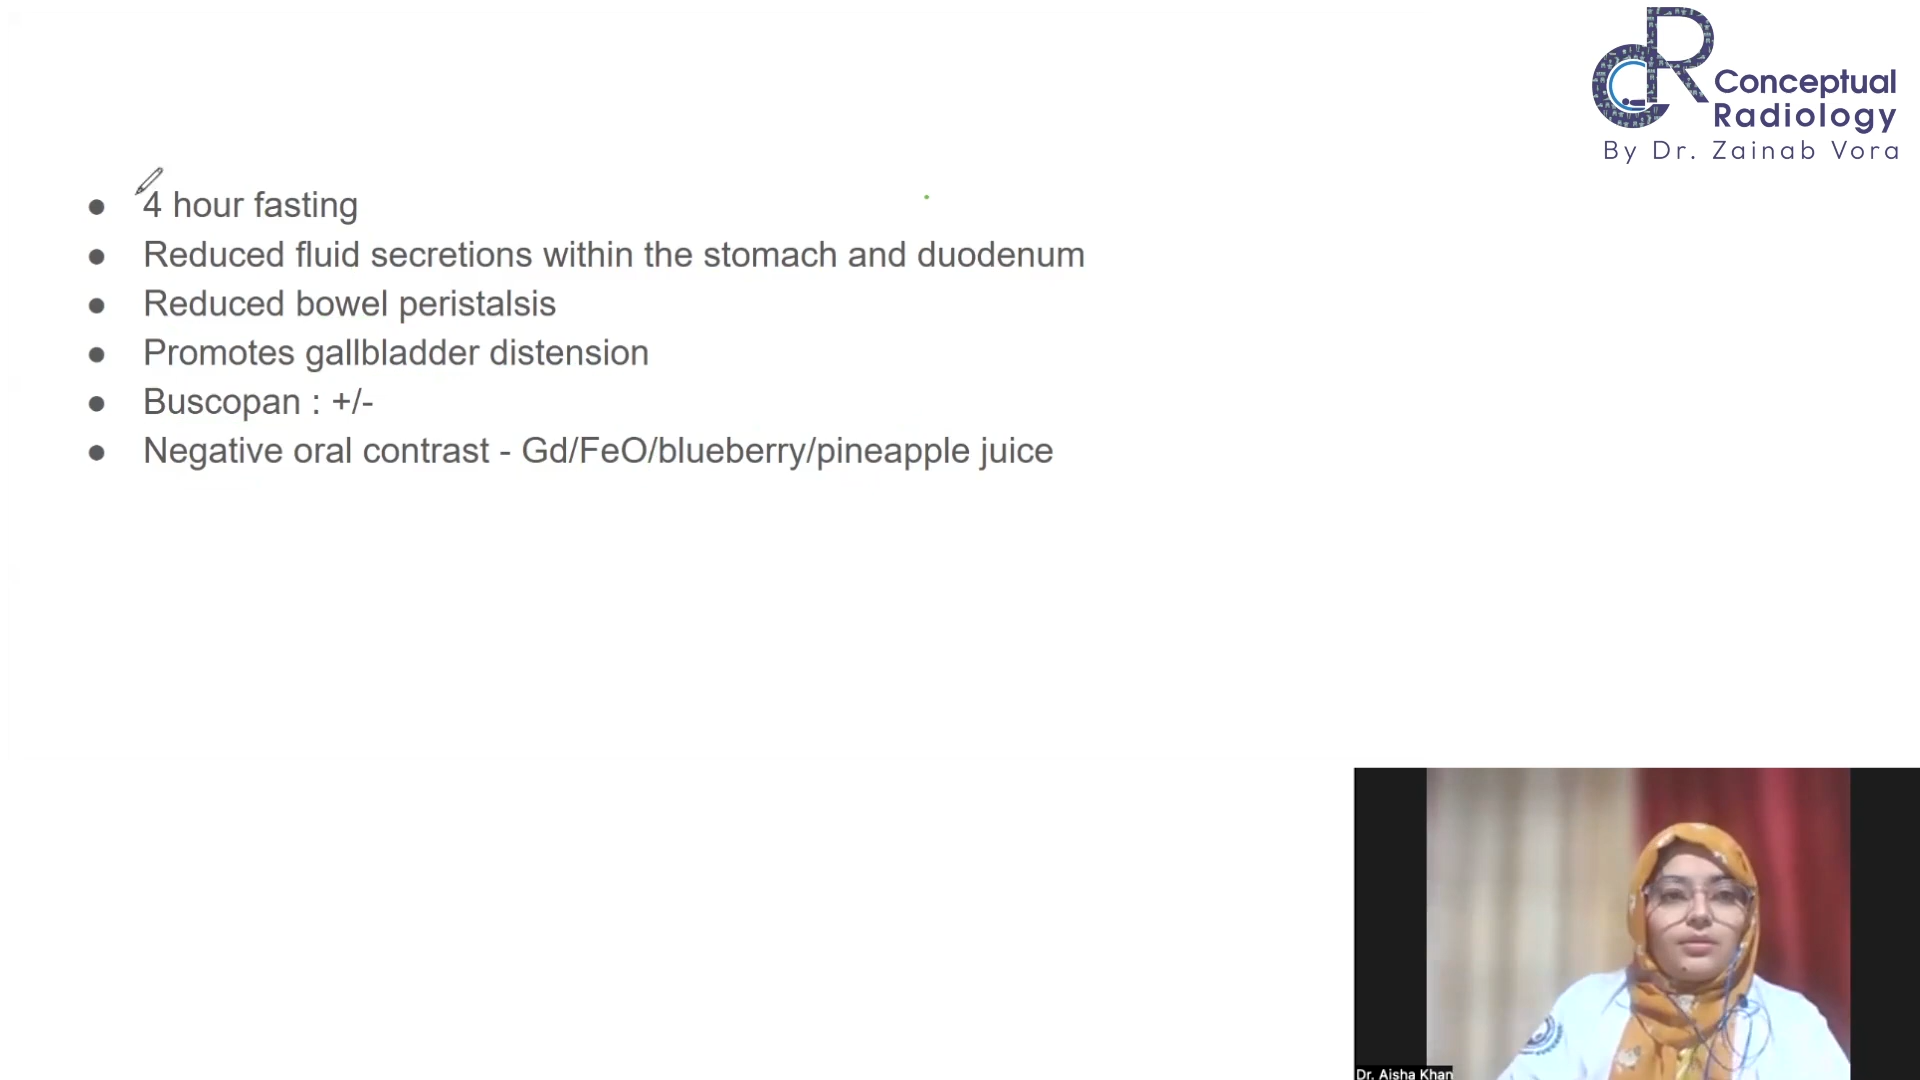 Conceptual
Radiology
By Dr. Zainab Vora
● 4 hour fasting
● Reduced fluid secretions within the stomach and duodenum
● Reduced bowel peristalsis
● Promotes gallbladder distension
● Buscopan : +/-
● Negative oral contrast - Gd/FeO/blueberry/pineapple juice
Dr. Aisha Khan